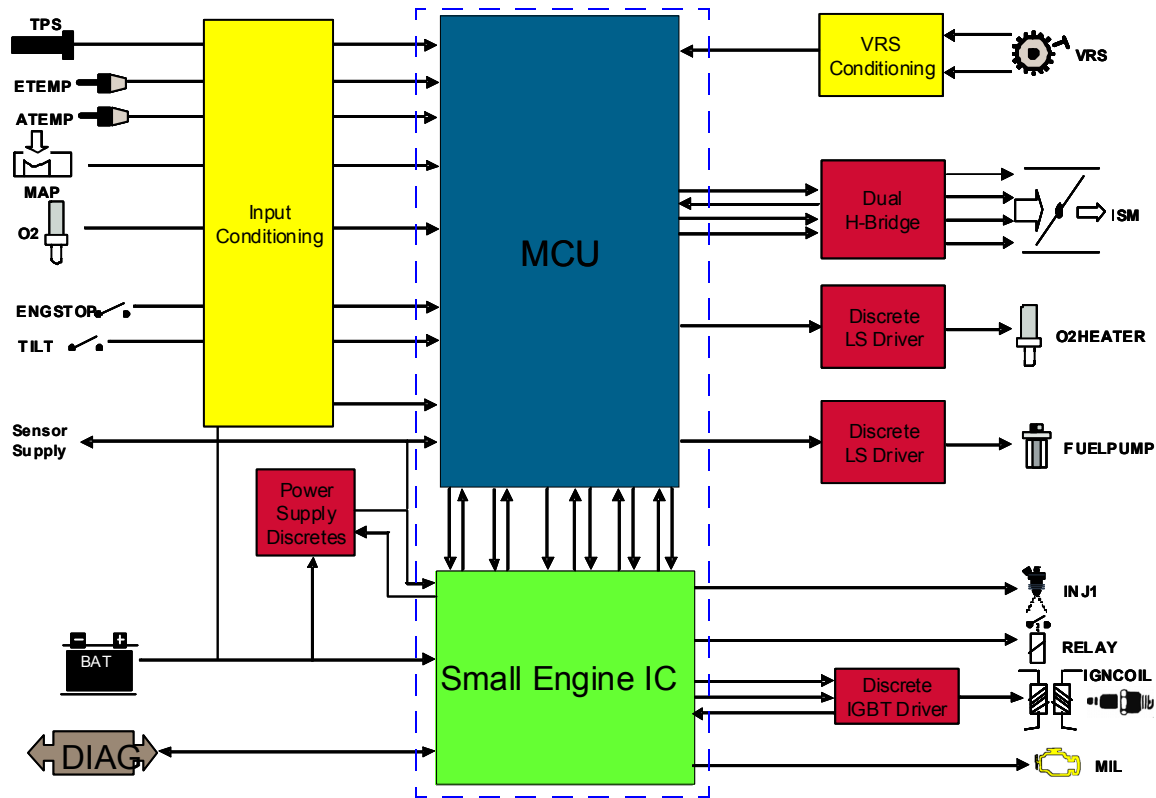 TPS
ETEMP
ATEMP
MAP
O2
ENGSTOP
TILT
Sensor
Supply
Input
Conditioning
Power
Supply
Discretes
BAT
DIAG
MCU
Small Engine IC
VRS
Conditioning
VRS
Dual
H-Bridge
ISM
Discrete
LS Driver
O2HEATER
Discrete
LS Driver
FUELPUMP
INJ1
RELAY
Discrete
IGBT Driver
IGNCOIL
MIL